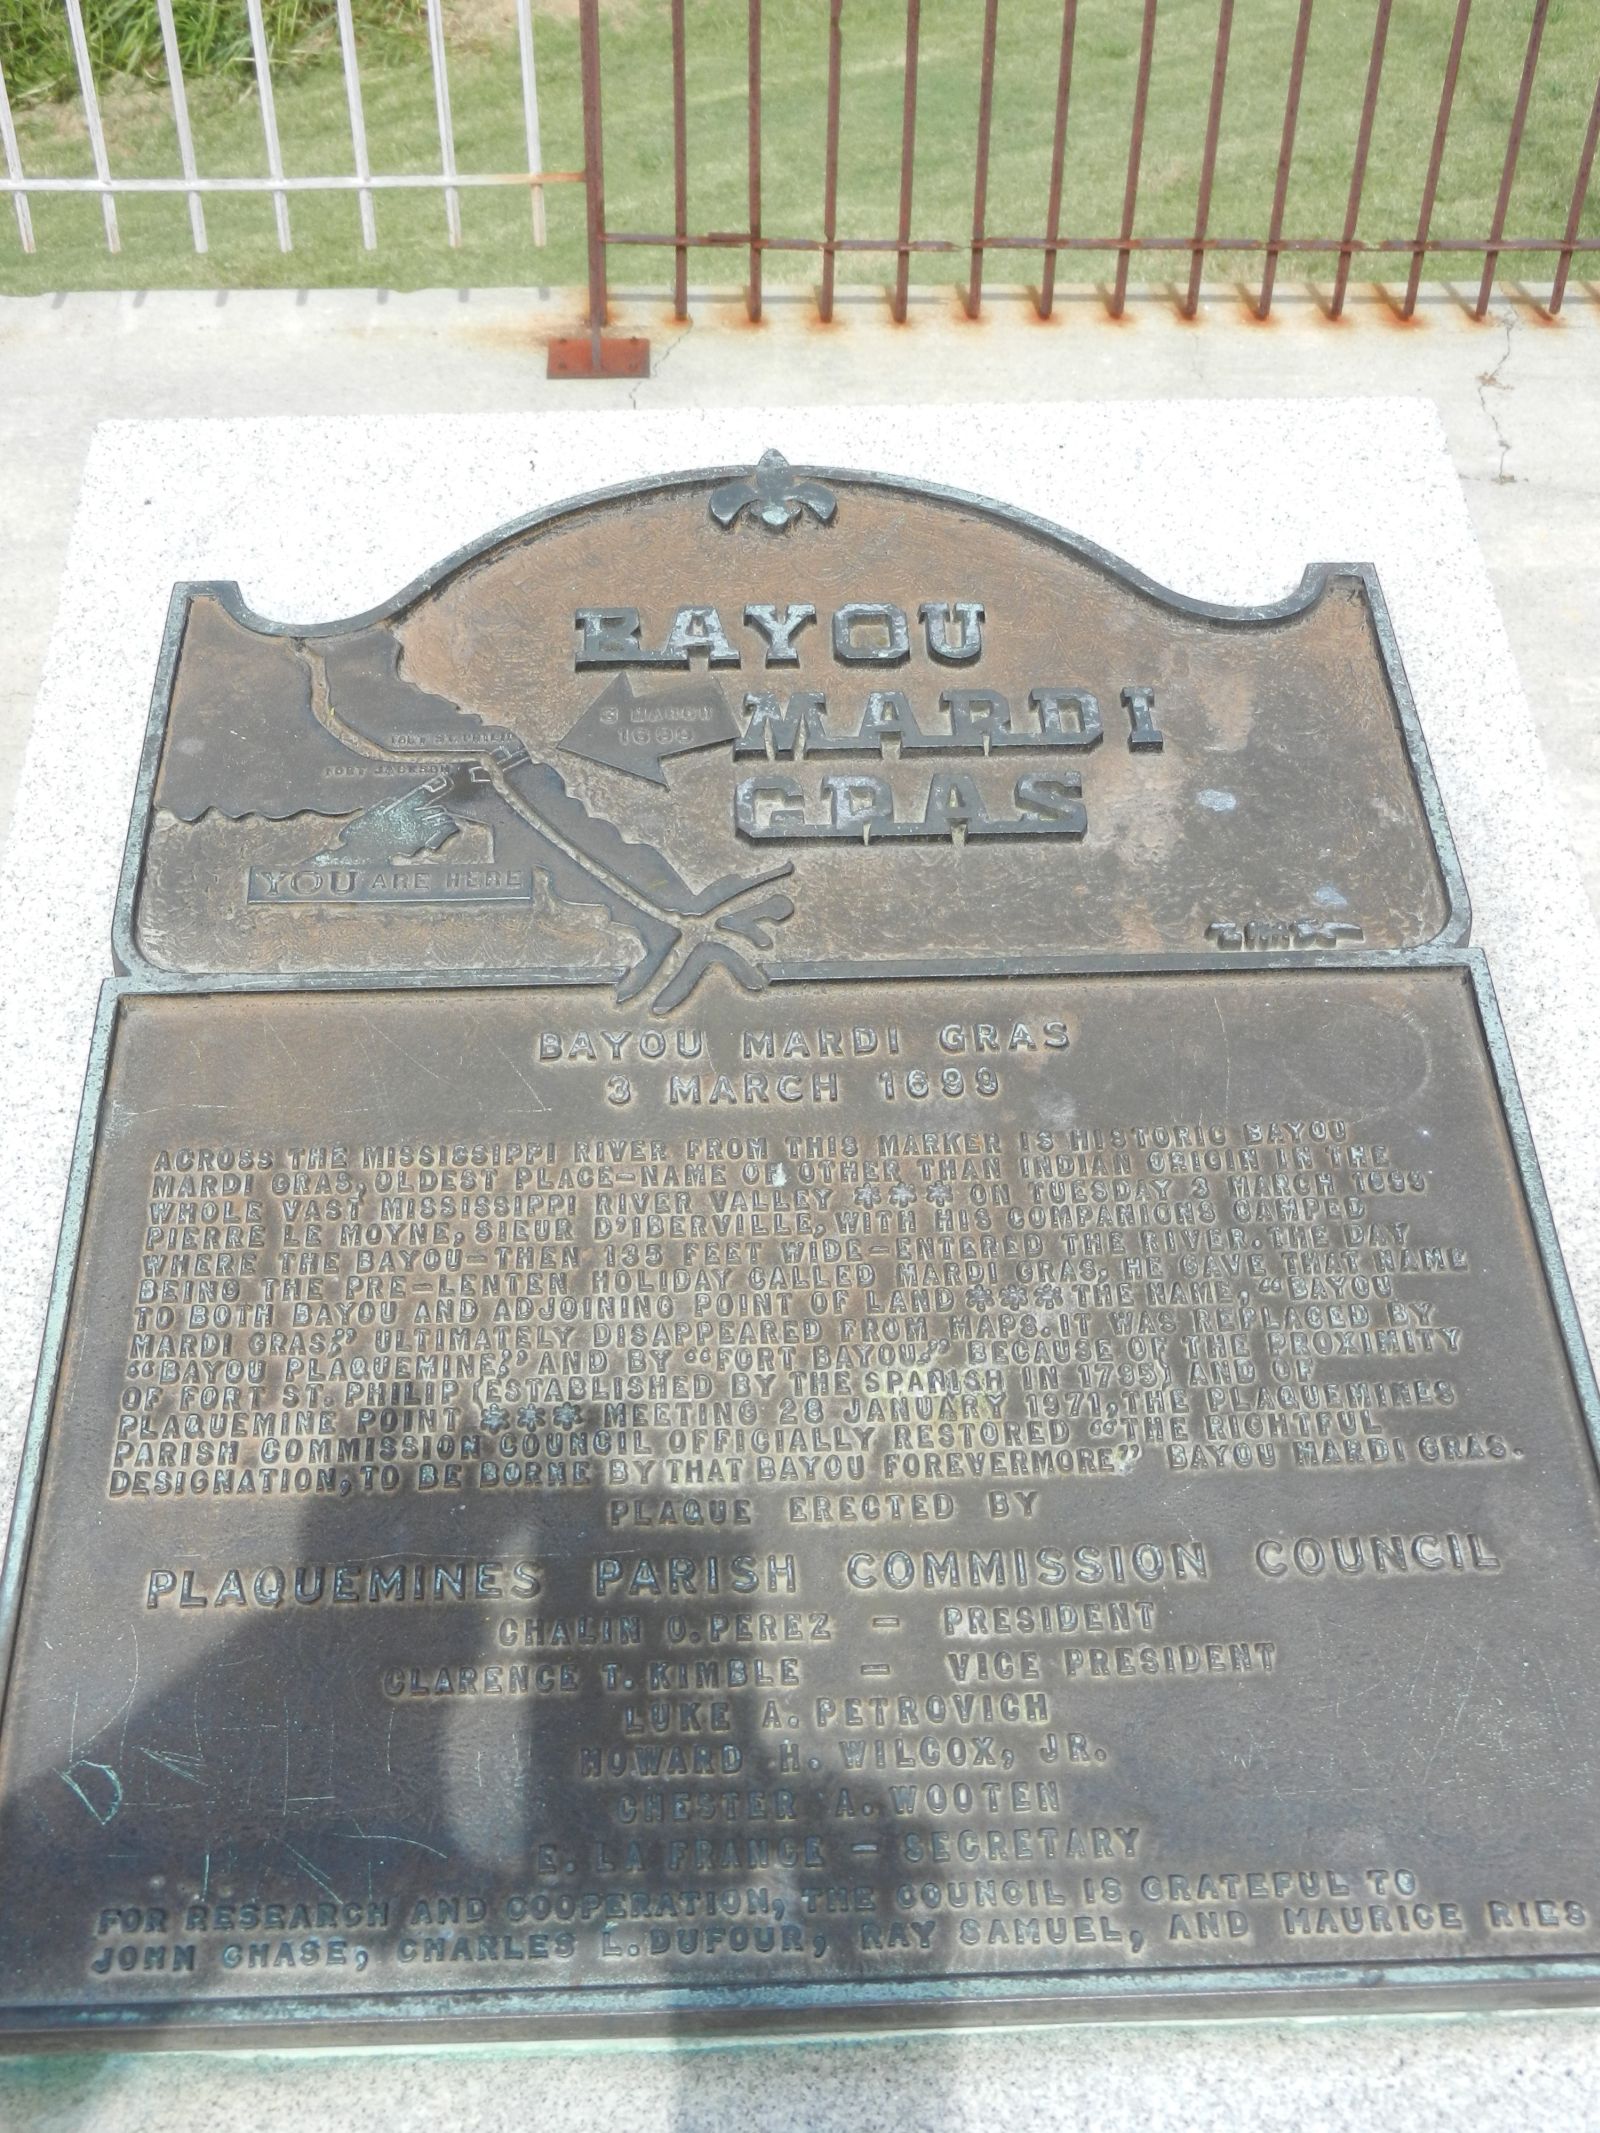 BAYOU
MARDI
GRAS
3 MARCH
1699
FORT ST. PHILIP
FORT JACKSON
YOU ARE HERE
BAYOU MARDI GRAS
3 MARCH 1699
ACROSS THE MISSISSIPPI RIVER FROM THIS MARKER IS HISTORIC BAYOU
MARDI GRAS, OLDEST PLACE-NAME OF OTHER THAN INDIAN ORIGIN IN THE
WHOLE VAST MISSISSIPPI RIVER VALLEY *** ON TUESDAY 3 MARCH 1699
PIERRE LE MOYNE, SIEUR D'IBERVILLE, WITH HIS COMPANIONS CAMPED
WHERE THE BAYOU-THEN 135 FEET WIDE-ENTERED THE RIVER. THE DAY
BEING THE PRE-LENTEN HOLIDAY CALLED MARDI GRAS, HE GAVE THAT NAME
TO BOTH BAYOU AND ADJOINING POINT OF LAND *** THE NAME, "BAYOU
MARDI GRAS," ULTIMATELY DISAPPEARED FROM MAPS. IT WAS REPLACED BY
"BAYOU PLAQUEMINE," AND BY "FORT BAYOU," BECAUSE OF THE PROXIMITY
OF FORT ST. PHILIP (ESTABLISHED BY THE SPANISH IN 1795) AND OF
PLAQUEMINE POINT *** MEETING 28 JANUARY 1971, THE PLAQUEMINES
PARISH COMMISSION COUNCIL OFFICIALLY RESTORED "THE RIGHTFUL
DESIGNATION, TO BE BORNE BY THAT BAYOU FOREVERMORE" BAYOU MARDI GRAS.
PLAQUE ERECTED BY
PLAQUEMINES PARISH COMMISSION COUNCIL
CHALIN O. PEREZ - PRESIDENT
CLARENCE T. KIMBLE - VICE PRESIDENT
LUKE A. PETROVICH
HOWARD H. WILCOX, JR.
CHESTER A. WOOTEN
E. LA FRANCE - SECRETARY
FOR RESEARCH AND COOPERATION, THE COUNCIL IS GRATEFUL TO
JOHN CHASE, CHARLES L. DUFOUR, RAY SAMUEL, AND MAURICE RIES